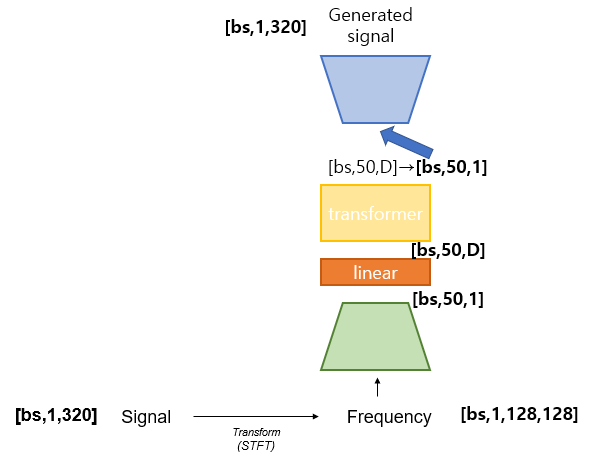 Generated
signal
[bs,1,320]
[bs,50,D]→[bs,50,1]
transformer
[bs,50,D]
linear
[bs,50,1]
[bs,1,320] Signal Frequency [bs,1,128,128]
Transform
(STFT)